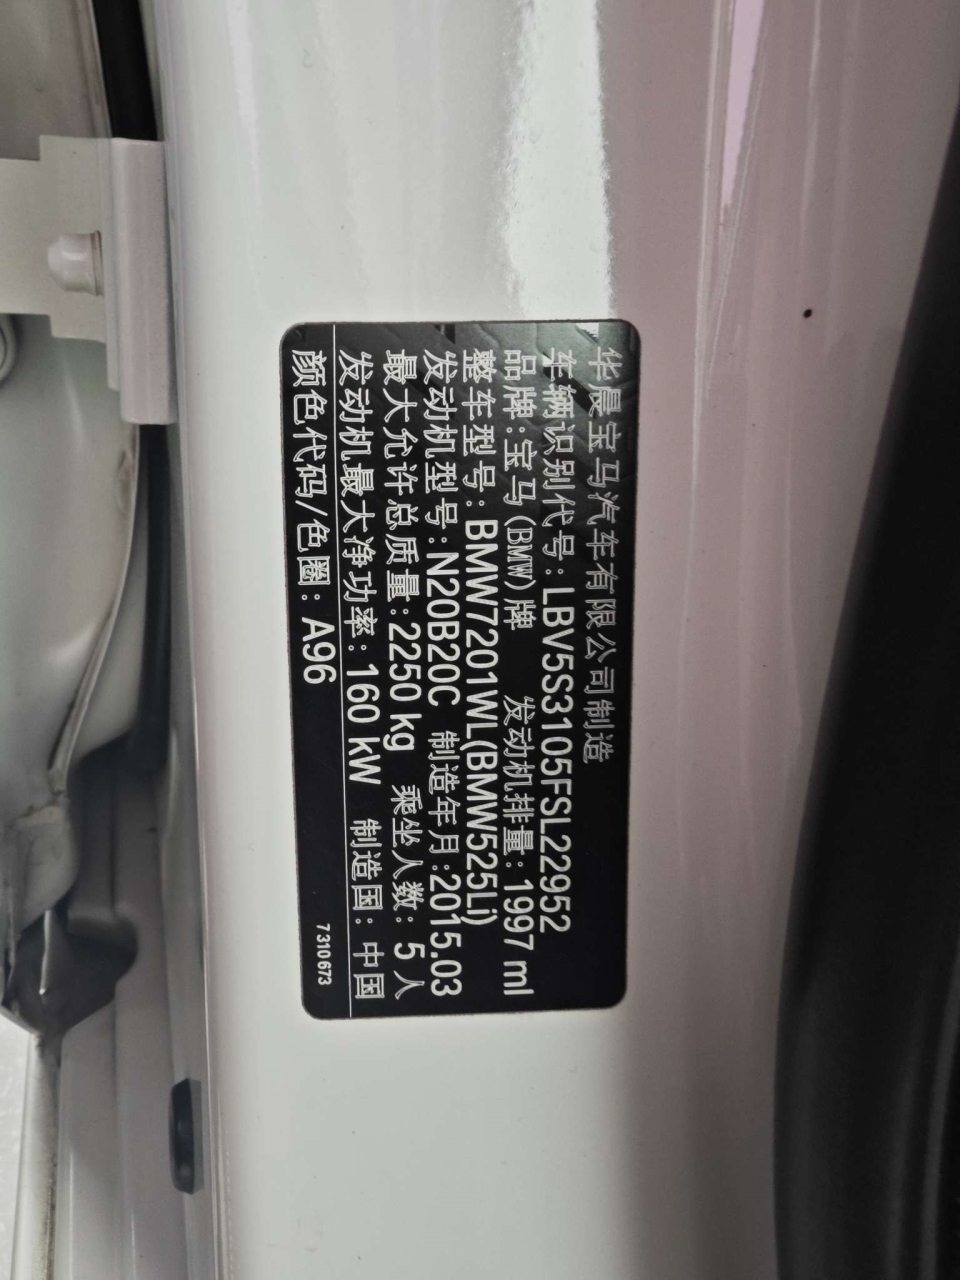 华晨宝马汽车有限公司制造
车辆识别代号：LBV5S3105FSL22952
品牌：宝马(BMW)牌 发动机排量：1997 ml
整车型号：BMW7201WL(BMW525Li)
发动机型号：N20B20C 制造年月：2015.03
最大允许总质量：2250 kg 乘坐人数：5 人
发动机最大净功率：160 kW 制造国：中国
颜色代码/色圈：A96
7 310 673